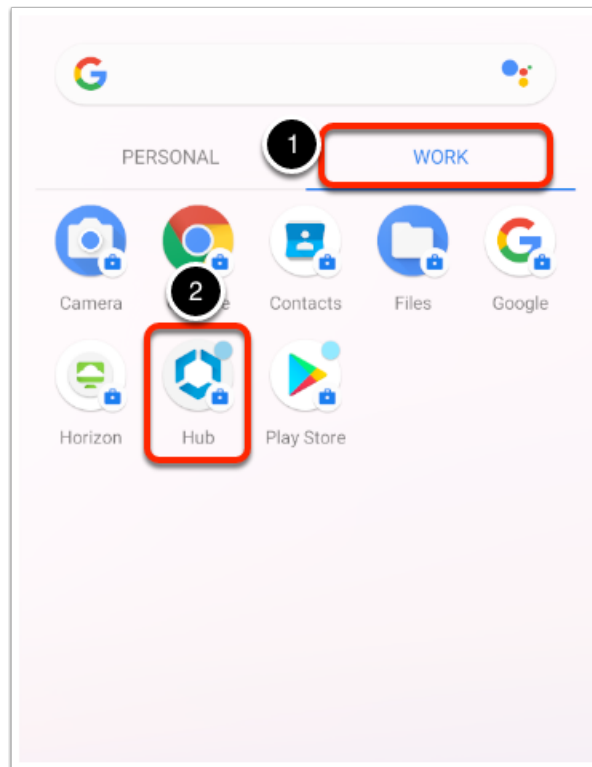 PERSONAL
1
WORK
2
Camera
e
Contacts
Files
Google
Horizon
Hub
Play Store